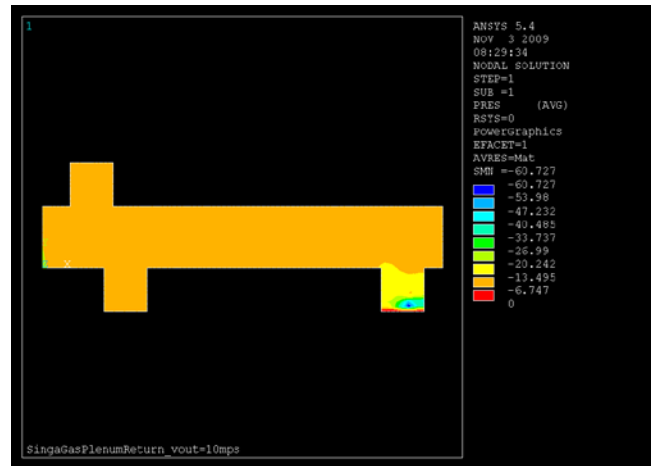 1
ANSYS 5.4
NOV 3 2009
08:29:34
NODAL SOLUTION
STEP=1
SUB =1
PRES (AVG)
RSYS=0
PowerGraphics
EFACET=1
AVRES=Mat
SMN =-60.727
-60.727
-53.98
-47.232
-40.485
-33.737
-26.99
-20.242
-13.495
-6.747
0
X
SingaGasPlenumReturn_vout=10mps